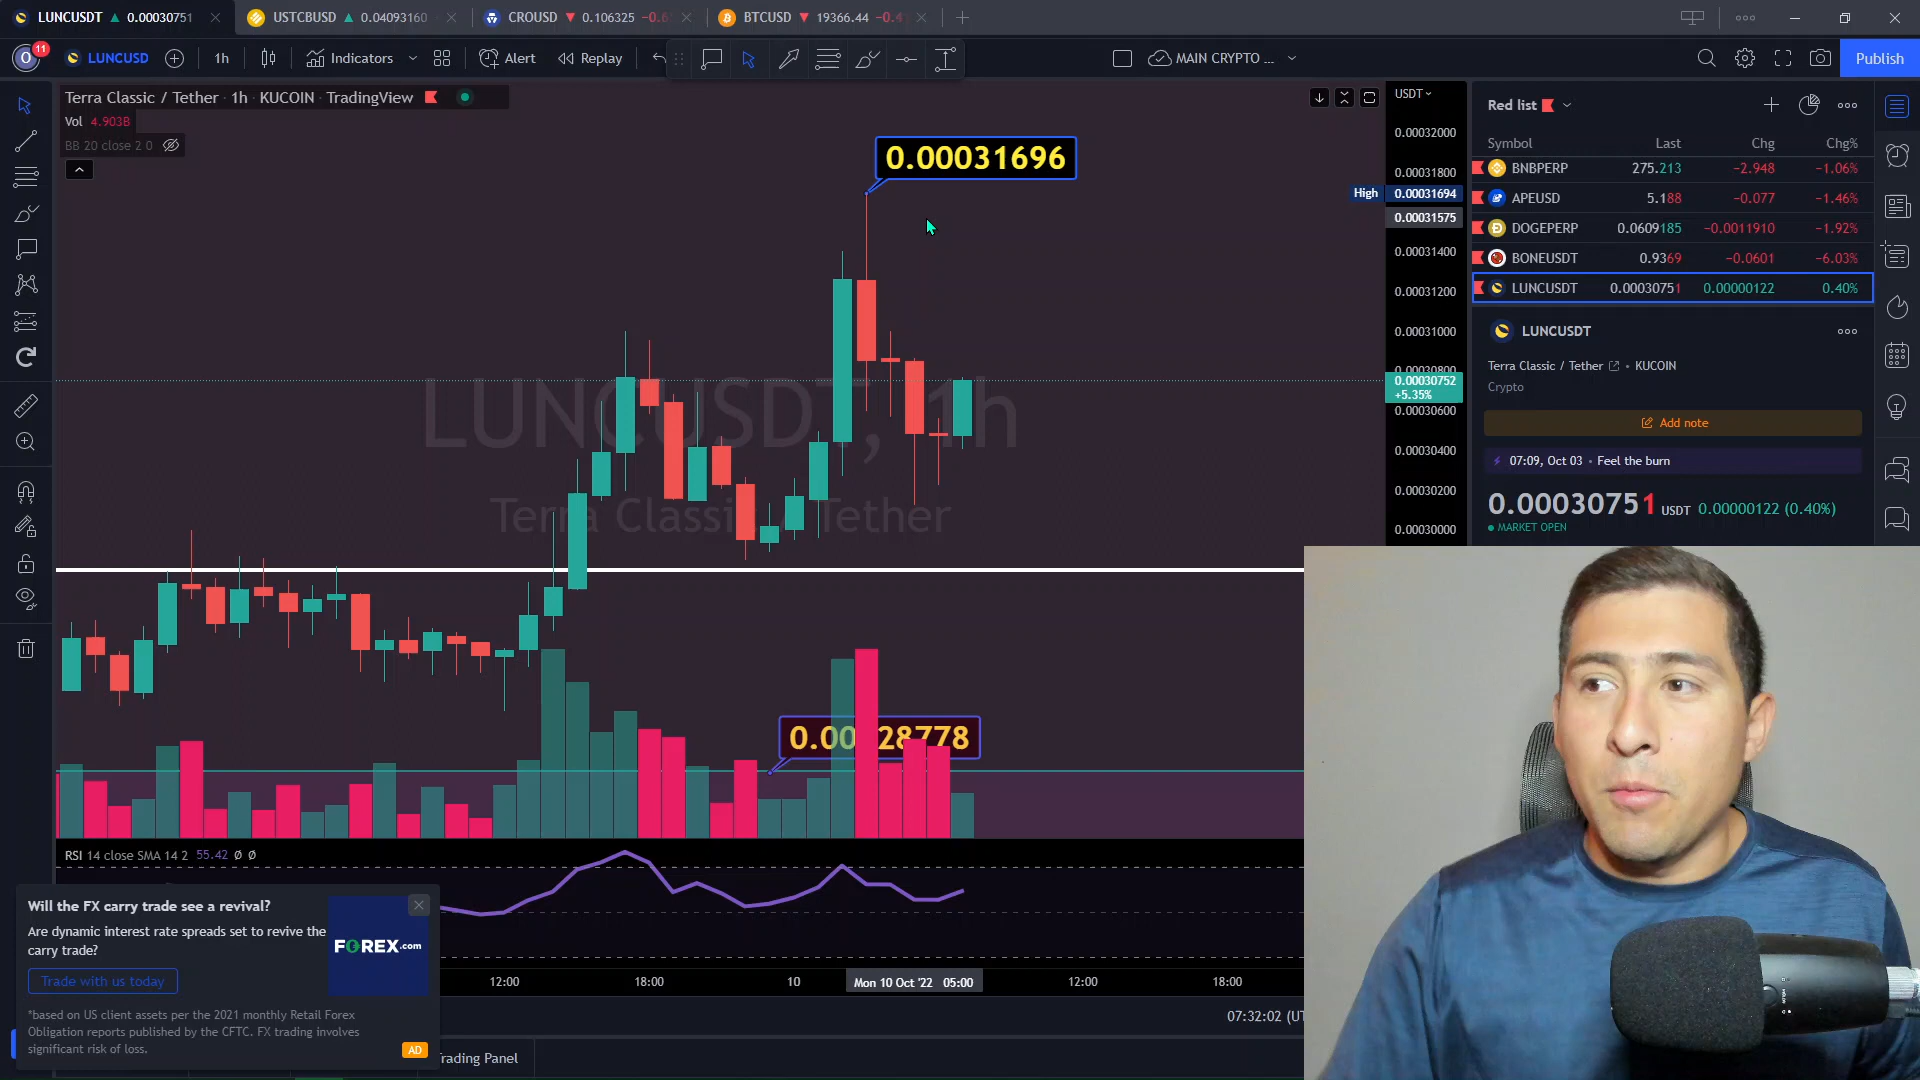 LUNCUSDT ▲ 0.00030751
USTCBUSD ▲ 0.04093160
CROUSD ▼ 0.106325
BTCUSD ▼ 19366.44
11
LUNCUSD
1h
Indicators
Alert
Replay
MAIN CRYPTO ...
Publish
Terra Classic / Tether · 1h · KUCOIN · TradingView
Vol 4.903B
BB 20 close 2 0
0.00031696
LUNCUSDT, 1h
Terra Classic / Tether
USDT
0.00032000
0.00031800
High 0.00031694
0.00031575
0.00031400
0.00031200
0.00031000
0.00030800
0.00030752
+5.35%
0.00030600
0.00030400
0.00030200
0.00030000
Red list
Symbol Last Chg Chg%
BNBPERP 275.213 −2.948 −1.06%
APEUSD 5.188 −0.077 −1.46%
DOGEPERP 0.0609185 −0.0011910 −1.92%
BONEUSDT 0.9369 −0.0601 −6.03%
LUNCUSDT 0.00030751 0.00000122 0.40%
LUNCUSDT
Terra Classic / Tether · KUCOIN
Crypto
Add note
07:09, Oct 03 • Feel the burn
0.00030751 USDT 0.00000122 (0.40%)
MARKET OPEN
RSI 14 close SMA 14 2 55.42 Ø Ø
Will the FX carry trade see a revival?
Are dynamic interest rate spreads set to revive the
carry trade?
Trade with us today
FOREX.com
*based on US client assets per the 2021 monthly Retail Forex
Obligation reports published by the CFTC. FX trading involves
significant risk of loss.
AD
12:00
18:00
10
Mon 10 Oct '22 05:00
12:00
18:00
07:32:02
Trading Panel